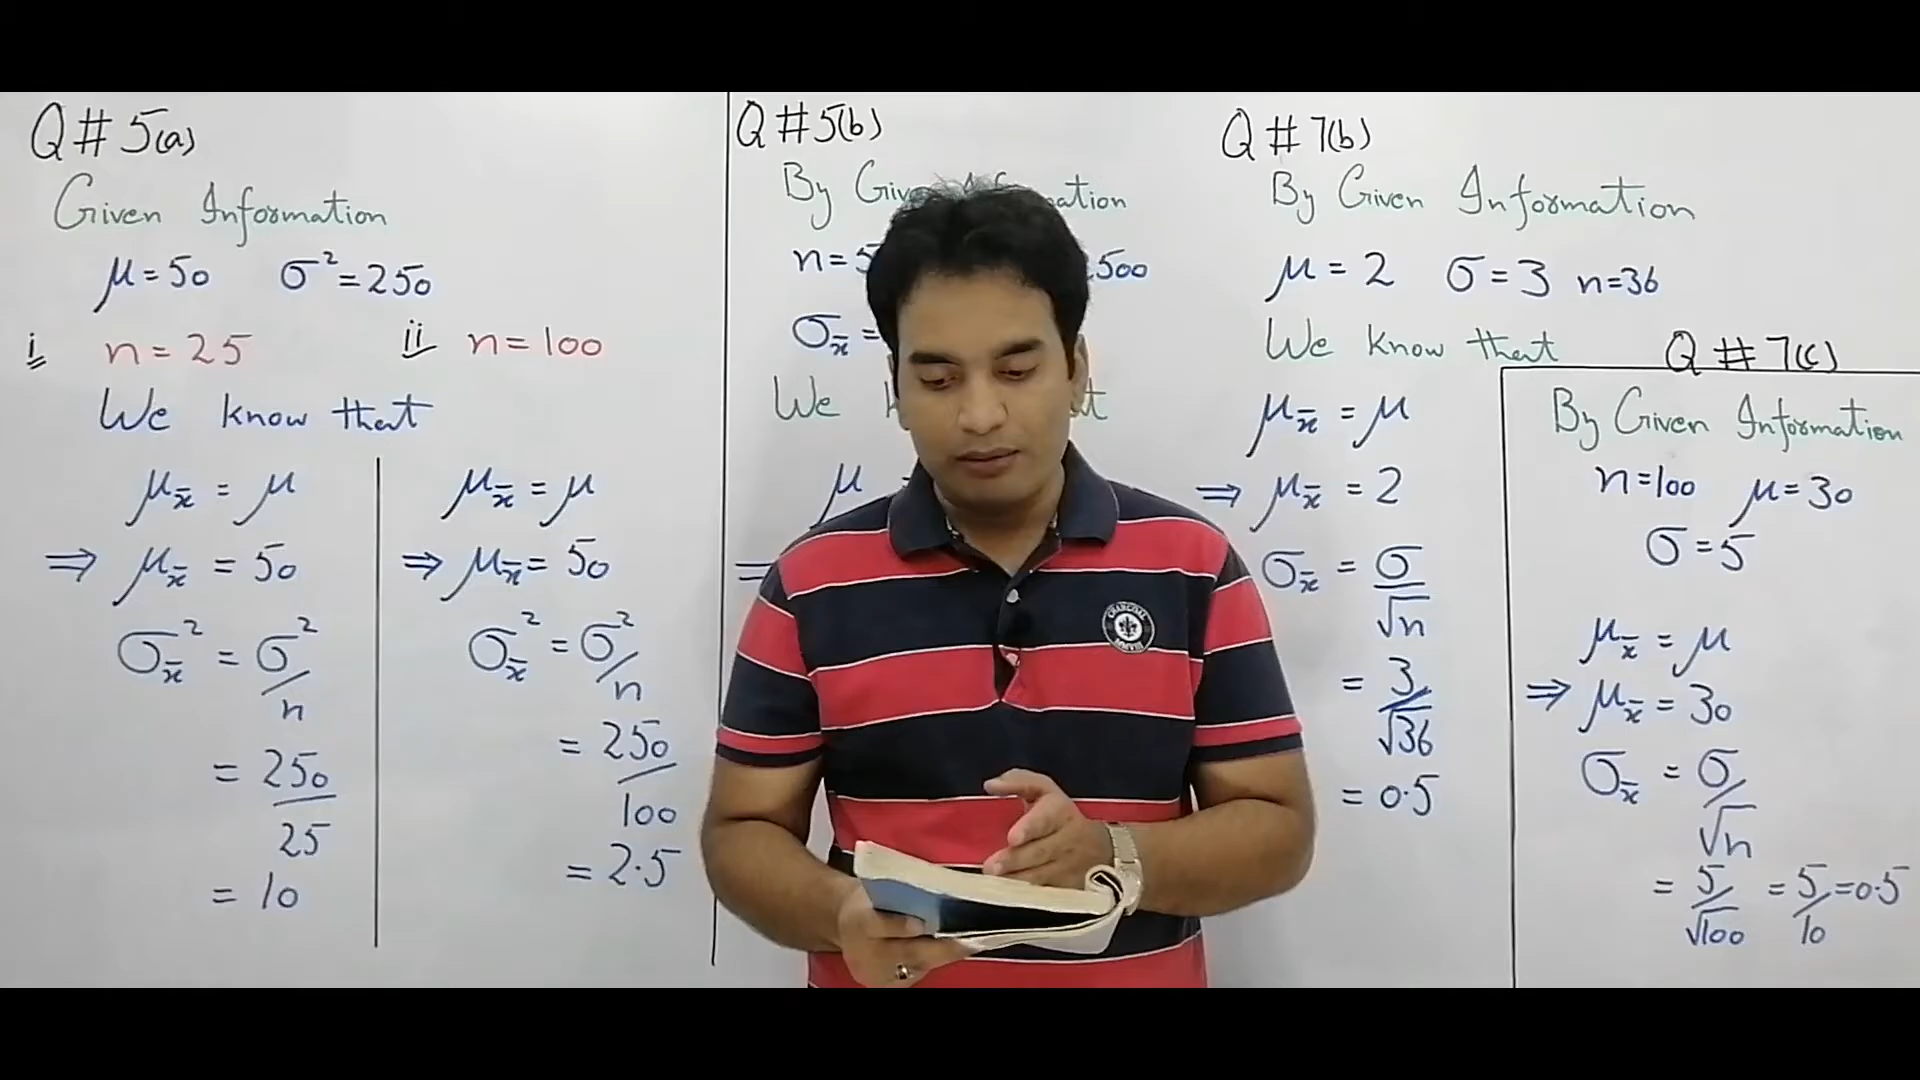 Q # 5(a)
Given Information
μ = 50 σ² = 250
i n = 25
ii n = 100
We know that
μx̄ = μ
⇒ μx̄ = 50
σx̄² = σ²/n
= 250/25
= 10
μx̄ = μ
⇒ μx̄ = 50
σx̄² = σ²/n
= 250/100
= 2.5
Q # 5(b)
By
n =
500
σx̄ =
We
μ
Q # 7(b)
By Given Information
μ = 2 σ = 3 n = 36
We know that
μx̄ = μ
⇒ μx̄ = 2
σx̄ = σ/√n
= 3/√36
= 0.5
Q # 7(c)
By Given Information
n = 100 μ = 30
σ = 5
μx̄ = μ
⇒ μx̄ = 30
σx̄ = σ/√n
= 5/√100 = 5/10 = 0.5
CHARCOAL